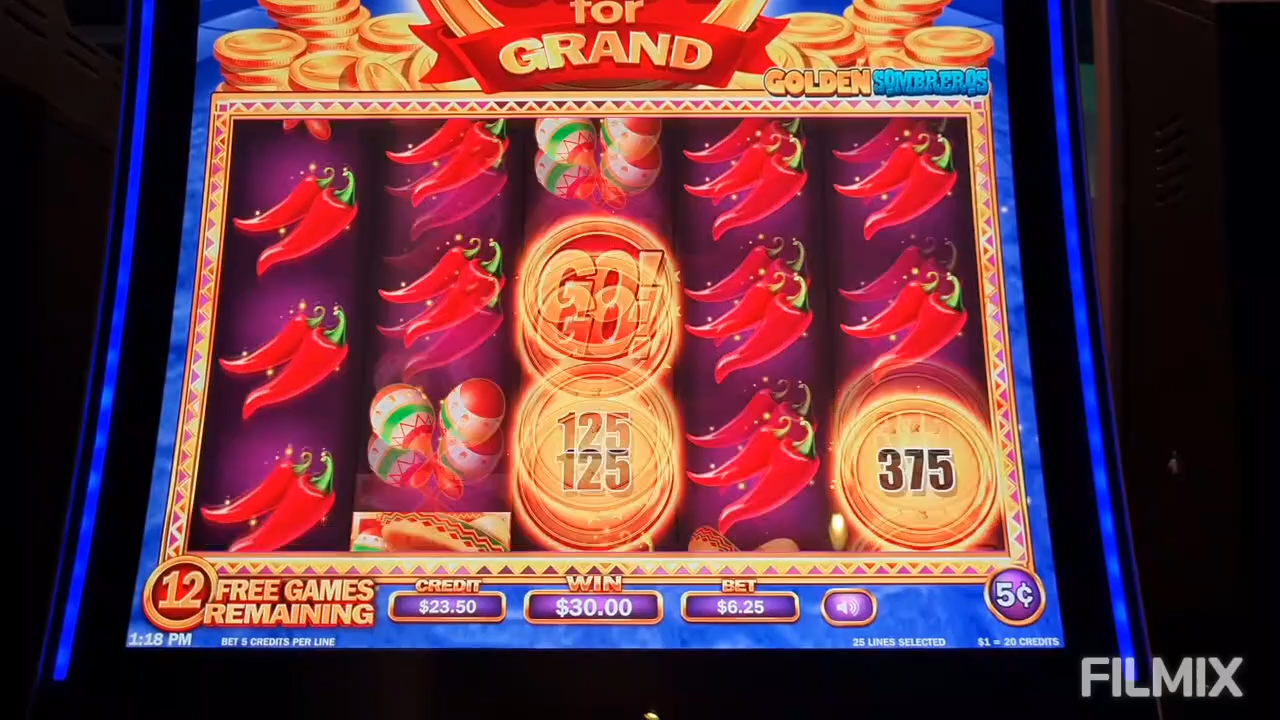 for
GRAND
GOLDEN SOMBREROS
GO!
125
125
375
12 FREE GAMES REMAINING
CREDIT
$23.50
WIN
$30.00
BET
$6.25
5¢
1:18 PM
BET 5 CREDITS PER LINE
25 LINES SELECTED
$1 = 20 CREDITS
FILMIX